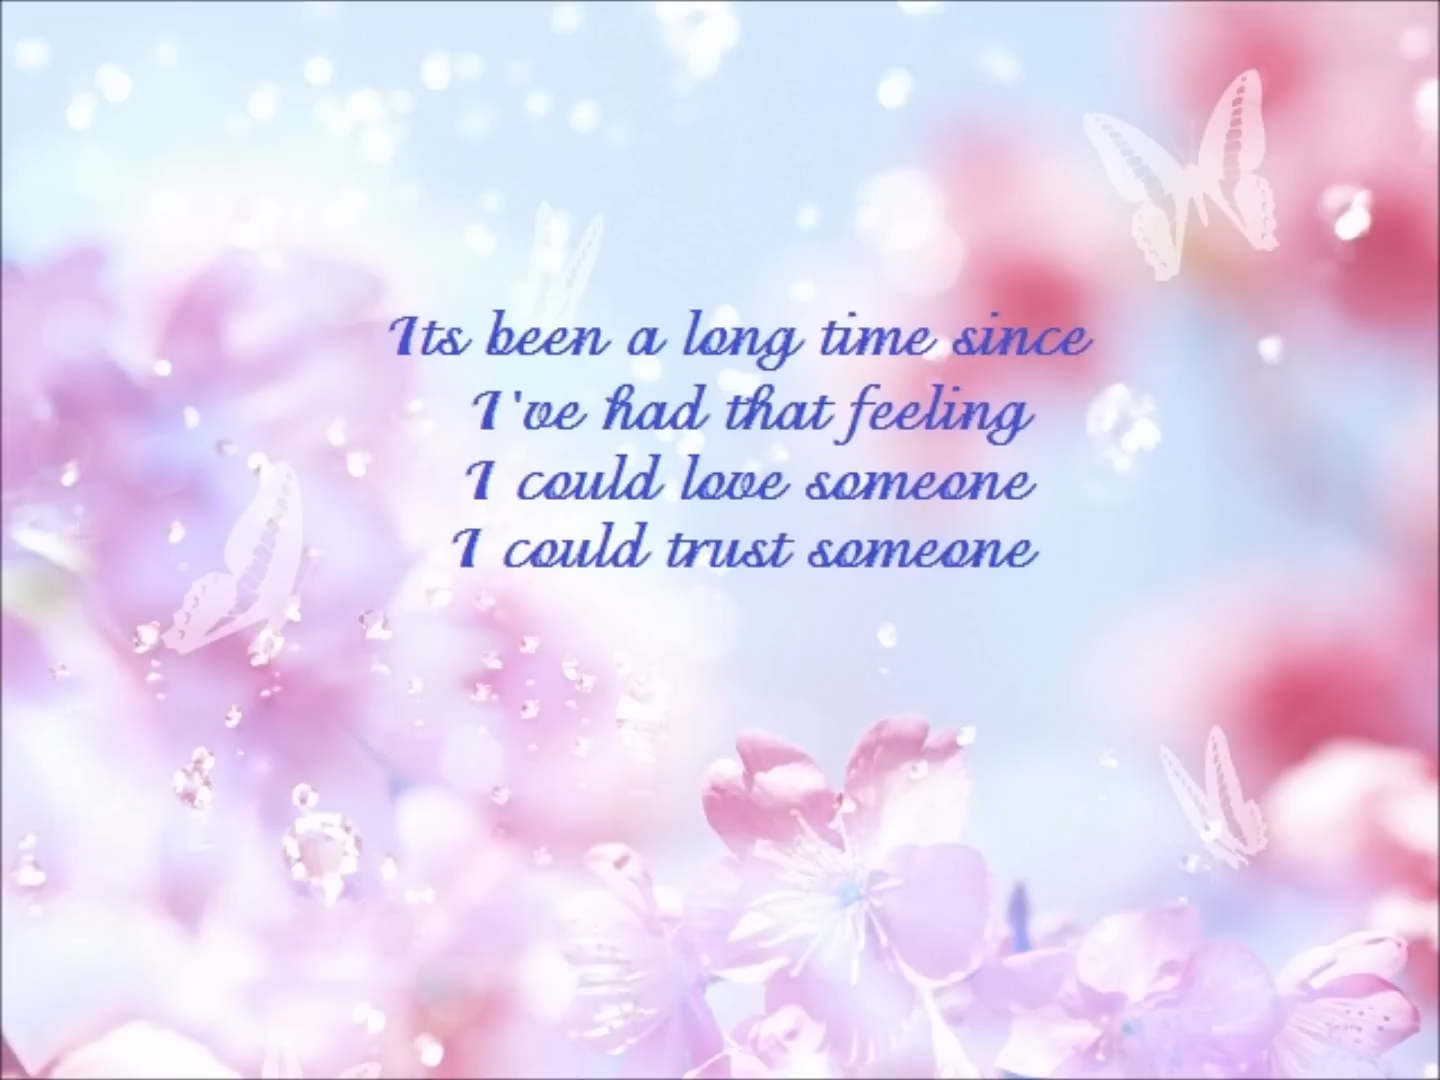 Its been a long time since
I've had that feeling
I could love someone
I could trust someone